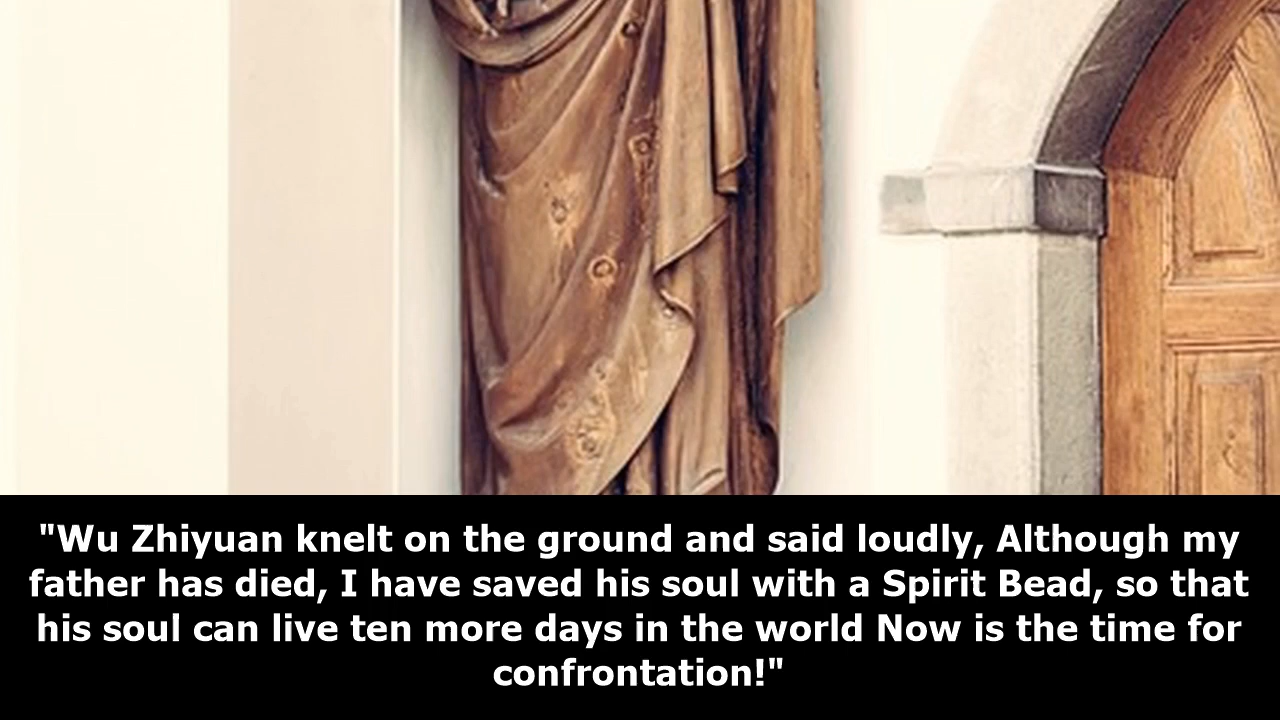 "Wu Zhiyuan knelt on the ground and said loudly, Although my
father has died, I have saved his soul with a Spirit Bead, so that
his soul can live ten more days in the world Now is the time for
confrontation!"